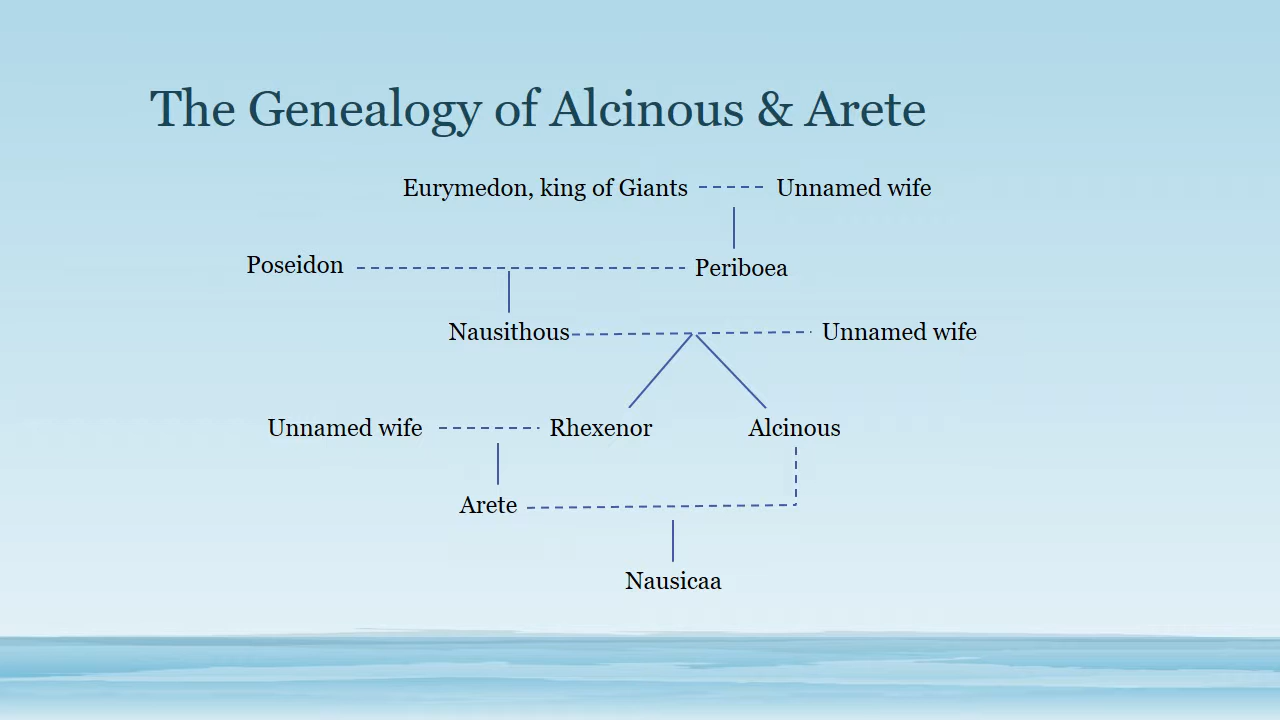 The Genealogy of Alcinous & Arete
Eurymedon, king of Giants Unnamed wife
Poseidon Periboea
Nausithous Unnamed wife
Unnamed wife Rhexenor Alcinous
Arete
Nausicaa